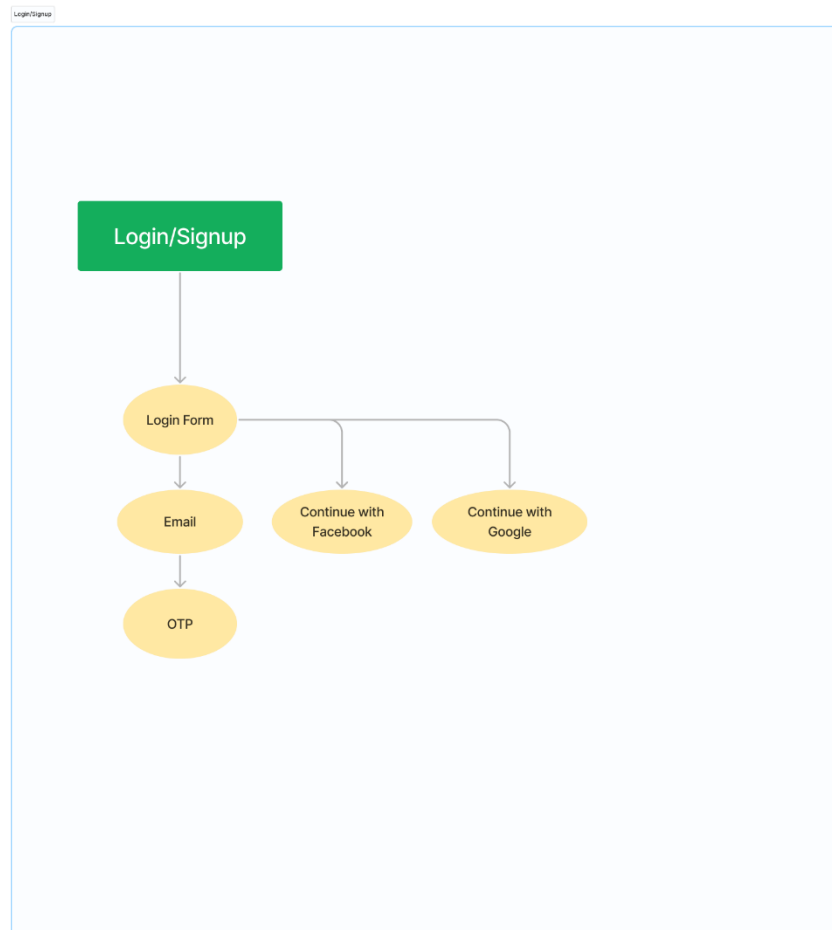 Login/Signup
Login/Signup
Login Form
Email
Continue with
Facebook
Continue with
Google
OTP